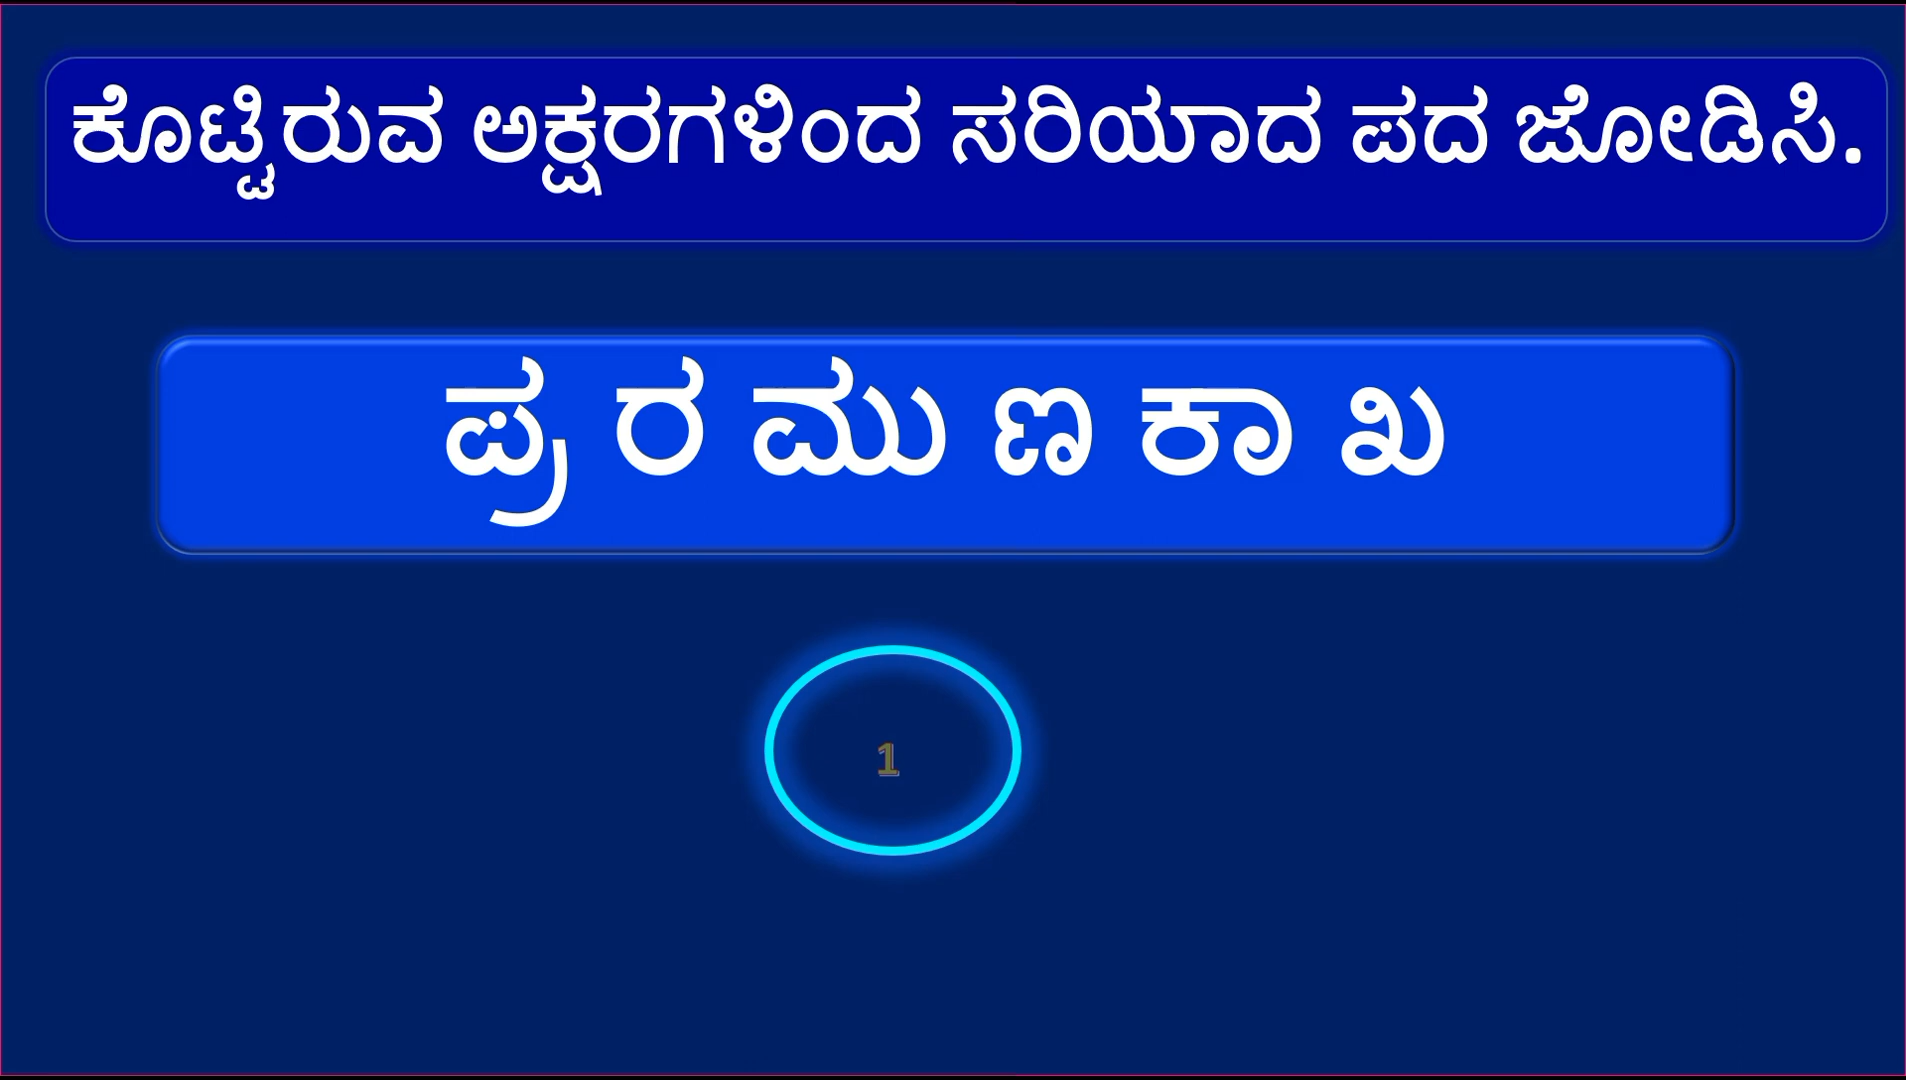 ಕೊಟ್ಟಿರುವ ಅಕ್ಷರಗಳಿಂದ ಸರಿಯಾದ ಪದ ಜೋಡಿಸಿ.
ಪ್ರ ರ ಮು ಣ ಕಾ ಖ
1